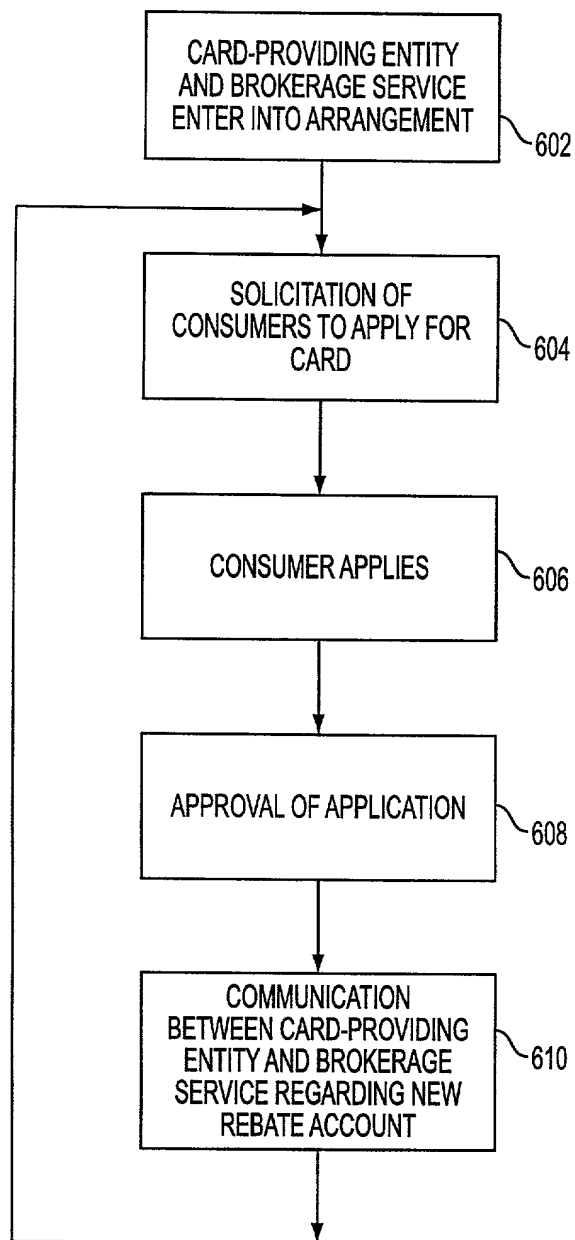 CARD-PROVIDING ENTITY
AND BROKERAGE SERVICE
ENTER INTO ARRANGEMENT
602
SOLICITATION OF
CONSUMERS TO APPLY FOR
CARD
604
CONSUMER APPLIES
606
APPROVAL OF APPLICATION
608
COMMUNICATION
BETWEEN CARD-PROVIDING
ENTITY AND BROKERAGE
SERVICE REGARDING NEW
REBATE ACCOUNT
610